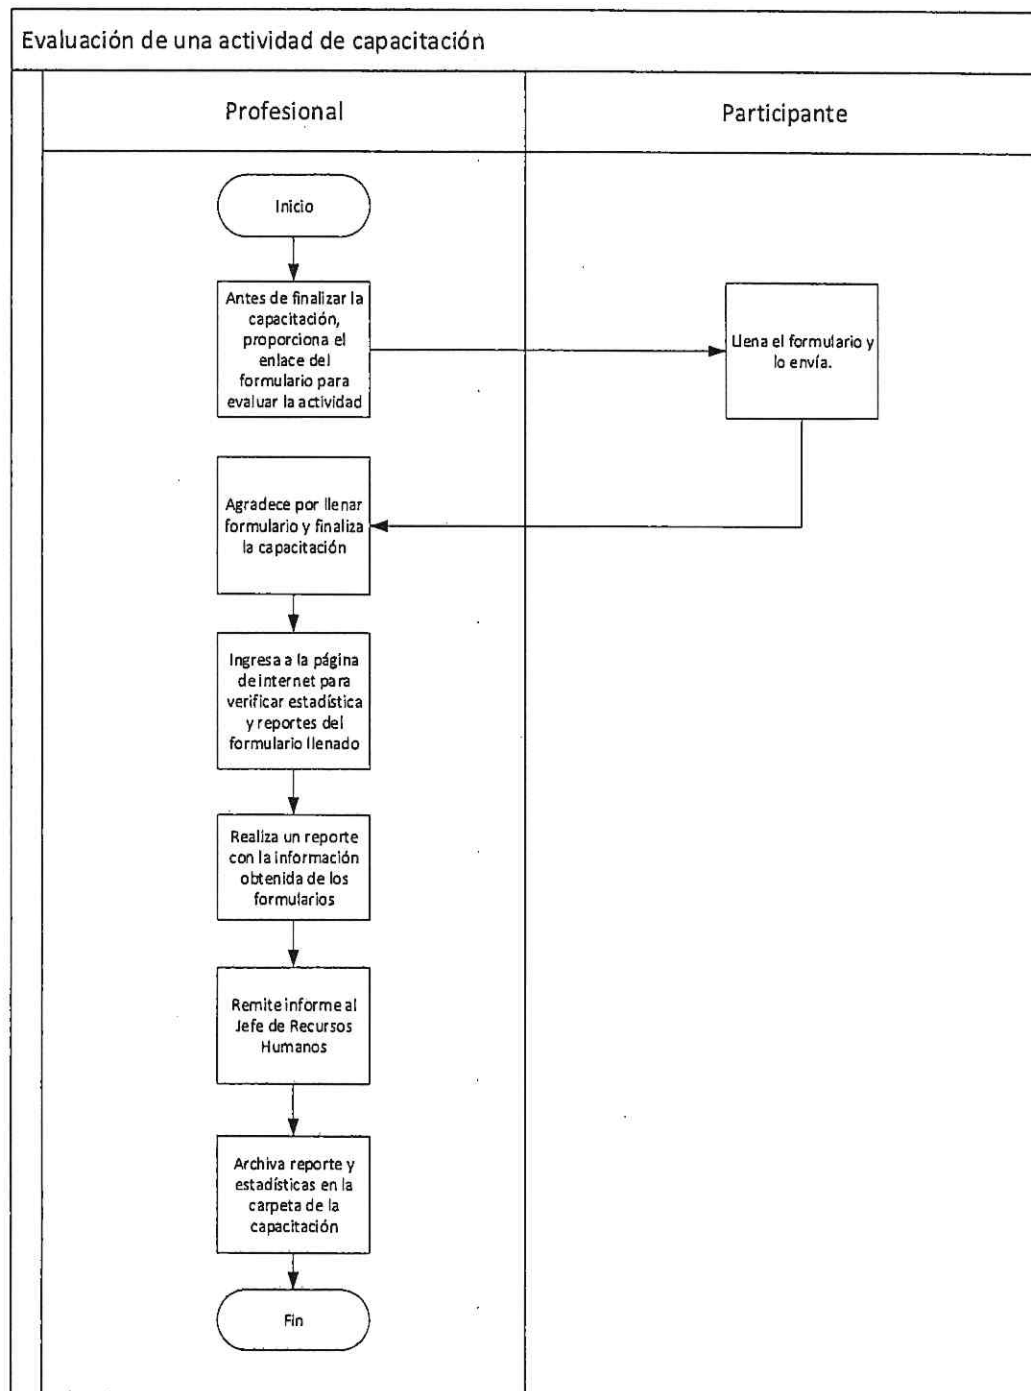 Evaluación de una actividad de capacitación
Profesional
Participante
Inicio
Antes de finalizar la
capacitación,
proporciona el
enlace del
formulario para
evaluar la actividad
Llena el formulario y
lo envía.
Agradece por llenar
formulario y finaliza
la capacitación
Ingresa a la página
de internet para
verificar estadística
y reportes del
formulario llenado
Realiza un reporte
con la información
obtenida de los
formularios
Remite informe al
Jefe de Recursos
Humanos
Archiva reporte y
estadísticas en la
carpeta de la
capacitación
Fin